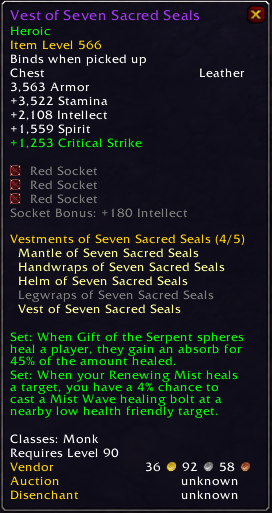 Vest of Seven Sacred Seals
Heroic
Item Level 566
Binds when picked up
Chest Leather
3,563 Armor
+3,522 Stamina
+2,108 Intellect
+1,559 Spirit
+1,253 Critical Strike
Red Socket
Red Socket
Red Socket
Socket Bonus: +180 Intellect
Vestments of Seven Sacred Seals (4/5)
Mantle of Seven Sacred Seals
Handwraps of Seven Sacred Seals
Helm of Seven Sacred Seals
Legwraps of Seven Sacred Seals
Vest of Seven Sacred Seals
Set: When Gift of the Serpent spheres
heal a player, they gain an absorb for
45% of the amount healed.
Set: When your Renewing Mist heals
a target, you have a 4% chance to
cast a Mist Wave healing bolt at a
nearby low health friendly target.
Classes: Monk
Requires Level 90
Vendor 36 92 58
Auction unknown
Disenchant unknown